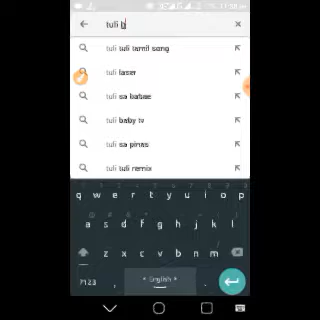 tuli b
tuli tuli tamil song
tuli laser
tuli sa babae
tuli baby tv
tuli sa pinas
tuli tuli remix
q w e r t y u i o p
a s d f g h j k l
z x c v b n m
?123 , English .